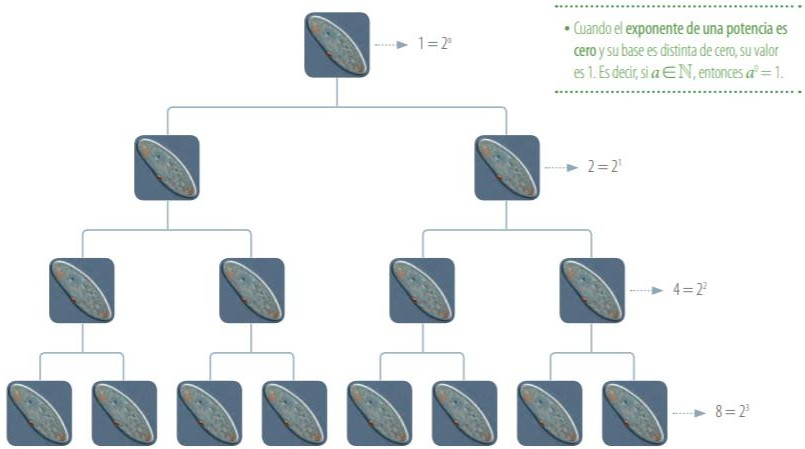 1 = 2⁰
• Cuando el exponente de una potencia es
cero y su base es distinta de cero, su valor
es 1. Es decir, si a ∈ ℕ, entonces a⁰ = 1.
2 = 2¹
4 = 2²
8 = 2³